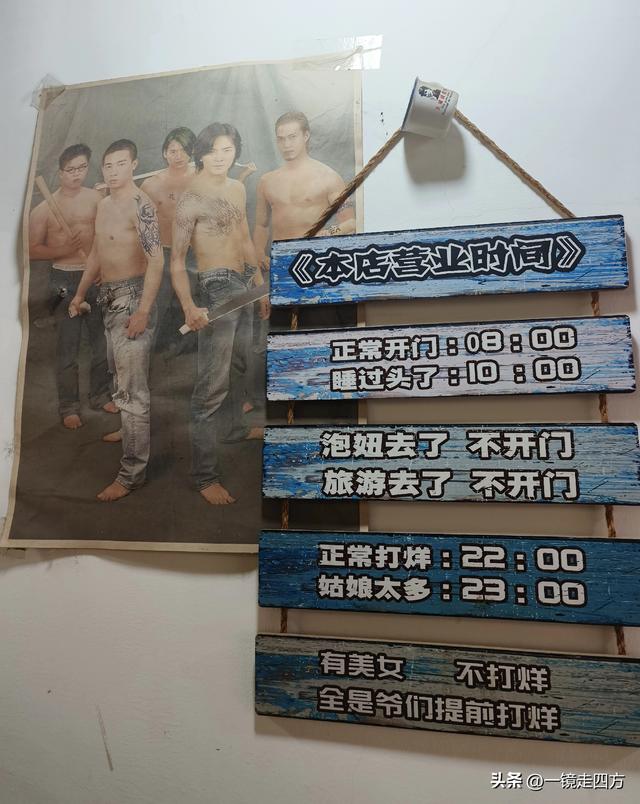 《本店营业时间》
正常开门：08：00
睡过头了：10：00
泡妞去了 不开门
旅游去了 不开门
正常打烊：22：00
姑娘太多：23：00
有美女 不打烊
全是爷们提前打烊
头条 @一镜走四方